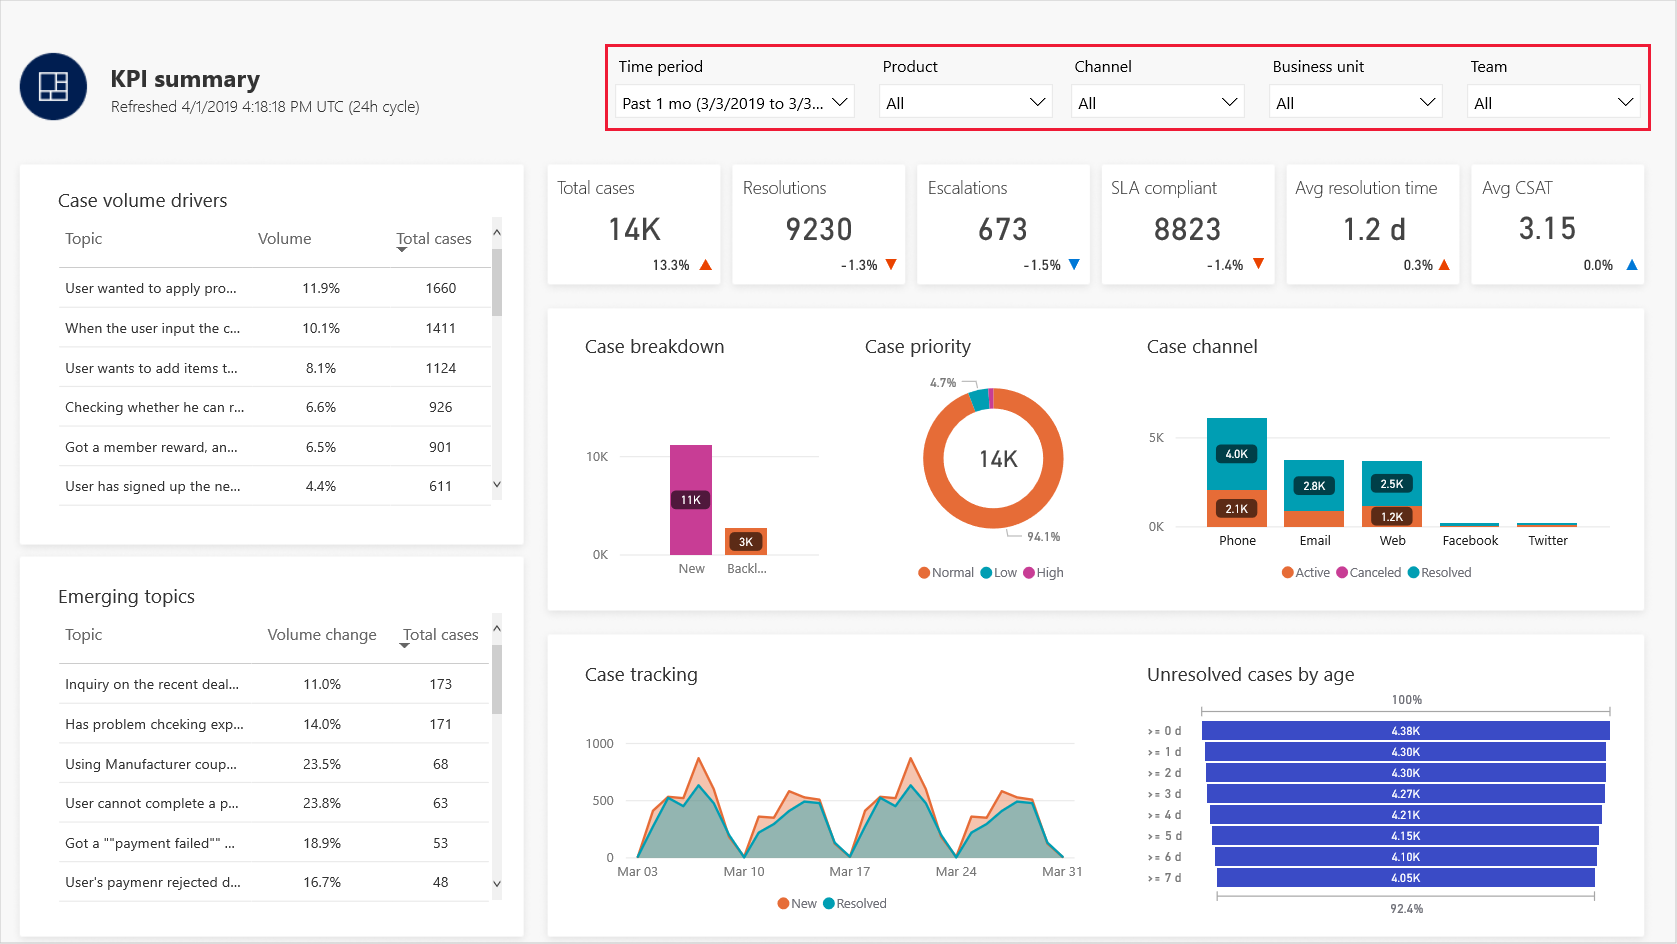 KPI summary
Refreshed 4/1/2019 4:18:18 PM UTC (24h cycle)
Time period
Past 1 mo (3/3/2019 to 3/3...
Product
All
Channel
All
Business unit
All
Team
All
Case volume drivers
Topic Volume Total cases
User wanted to apply pro... 11.9% 1660
When the user input the c... 10.1% 1411
User wants to add items t... 8.1% 1124
Checking whether he can r... 6.6% 926
Got a member reward, an... 6.5% 901
User has signed up the ne... 4.4% 611
Emerging topics
Topic Volume change Total cases
Inquiry on the recent deal... 11.0% 173
Has problem chceking exp... 14.0% 171
Using Manufacturer coup... 23.5% 68
User cannot complete a p... 23.8% 63
Got a ""payment failed"" ... 18.9% 53
User's paymenr rejected d... 16.7% 48
Total cases
14K
13.3%
Resolutions
9230
-1.3%
Escalations
673
-1.5%
SLA compliant
8823
-1.4%
Avg resolution time
1.2 d
0.3%
Avg CSAT
3.15
0.0%
Case breakdown
10K
0K
11K
3K
New Backl...
Case priority
4.7%
14K
94.1%
Normal Low High
Case channel
5K
0K
4.0K
2.1K
2.8K
2.5K
1.2K
Phone Email Web Facebook Twitter
Active Canceled Resolved
Case tracking
1000
500
0
Mar 03 Mar 10 Mar 17 Mar 24 Mar 31
New Resolved
Unresolved cases by age
100%
>= 0 d 4.38K
>= 1 d 4.30K
>= 2 d 4.30K
>= 3 d 4.27K
>= 4 d 4.21K
>= 5 d 4.15K
>= 6 d 4.10K
>= 7 d 4.05K
92.4%